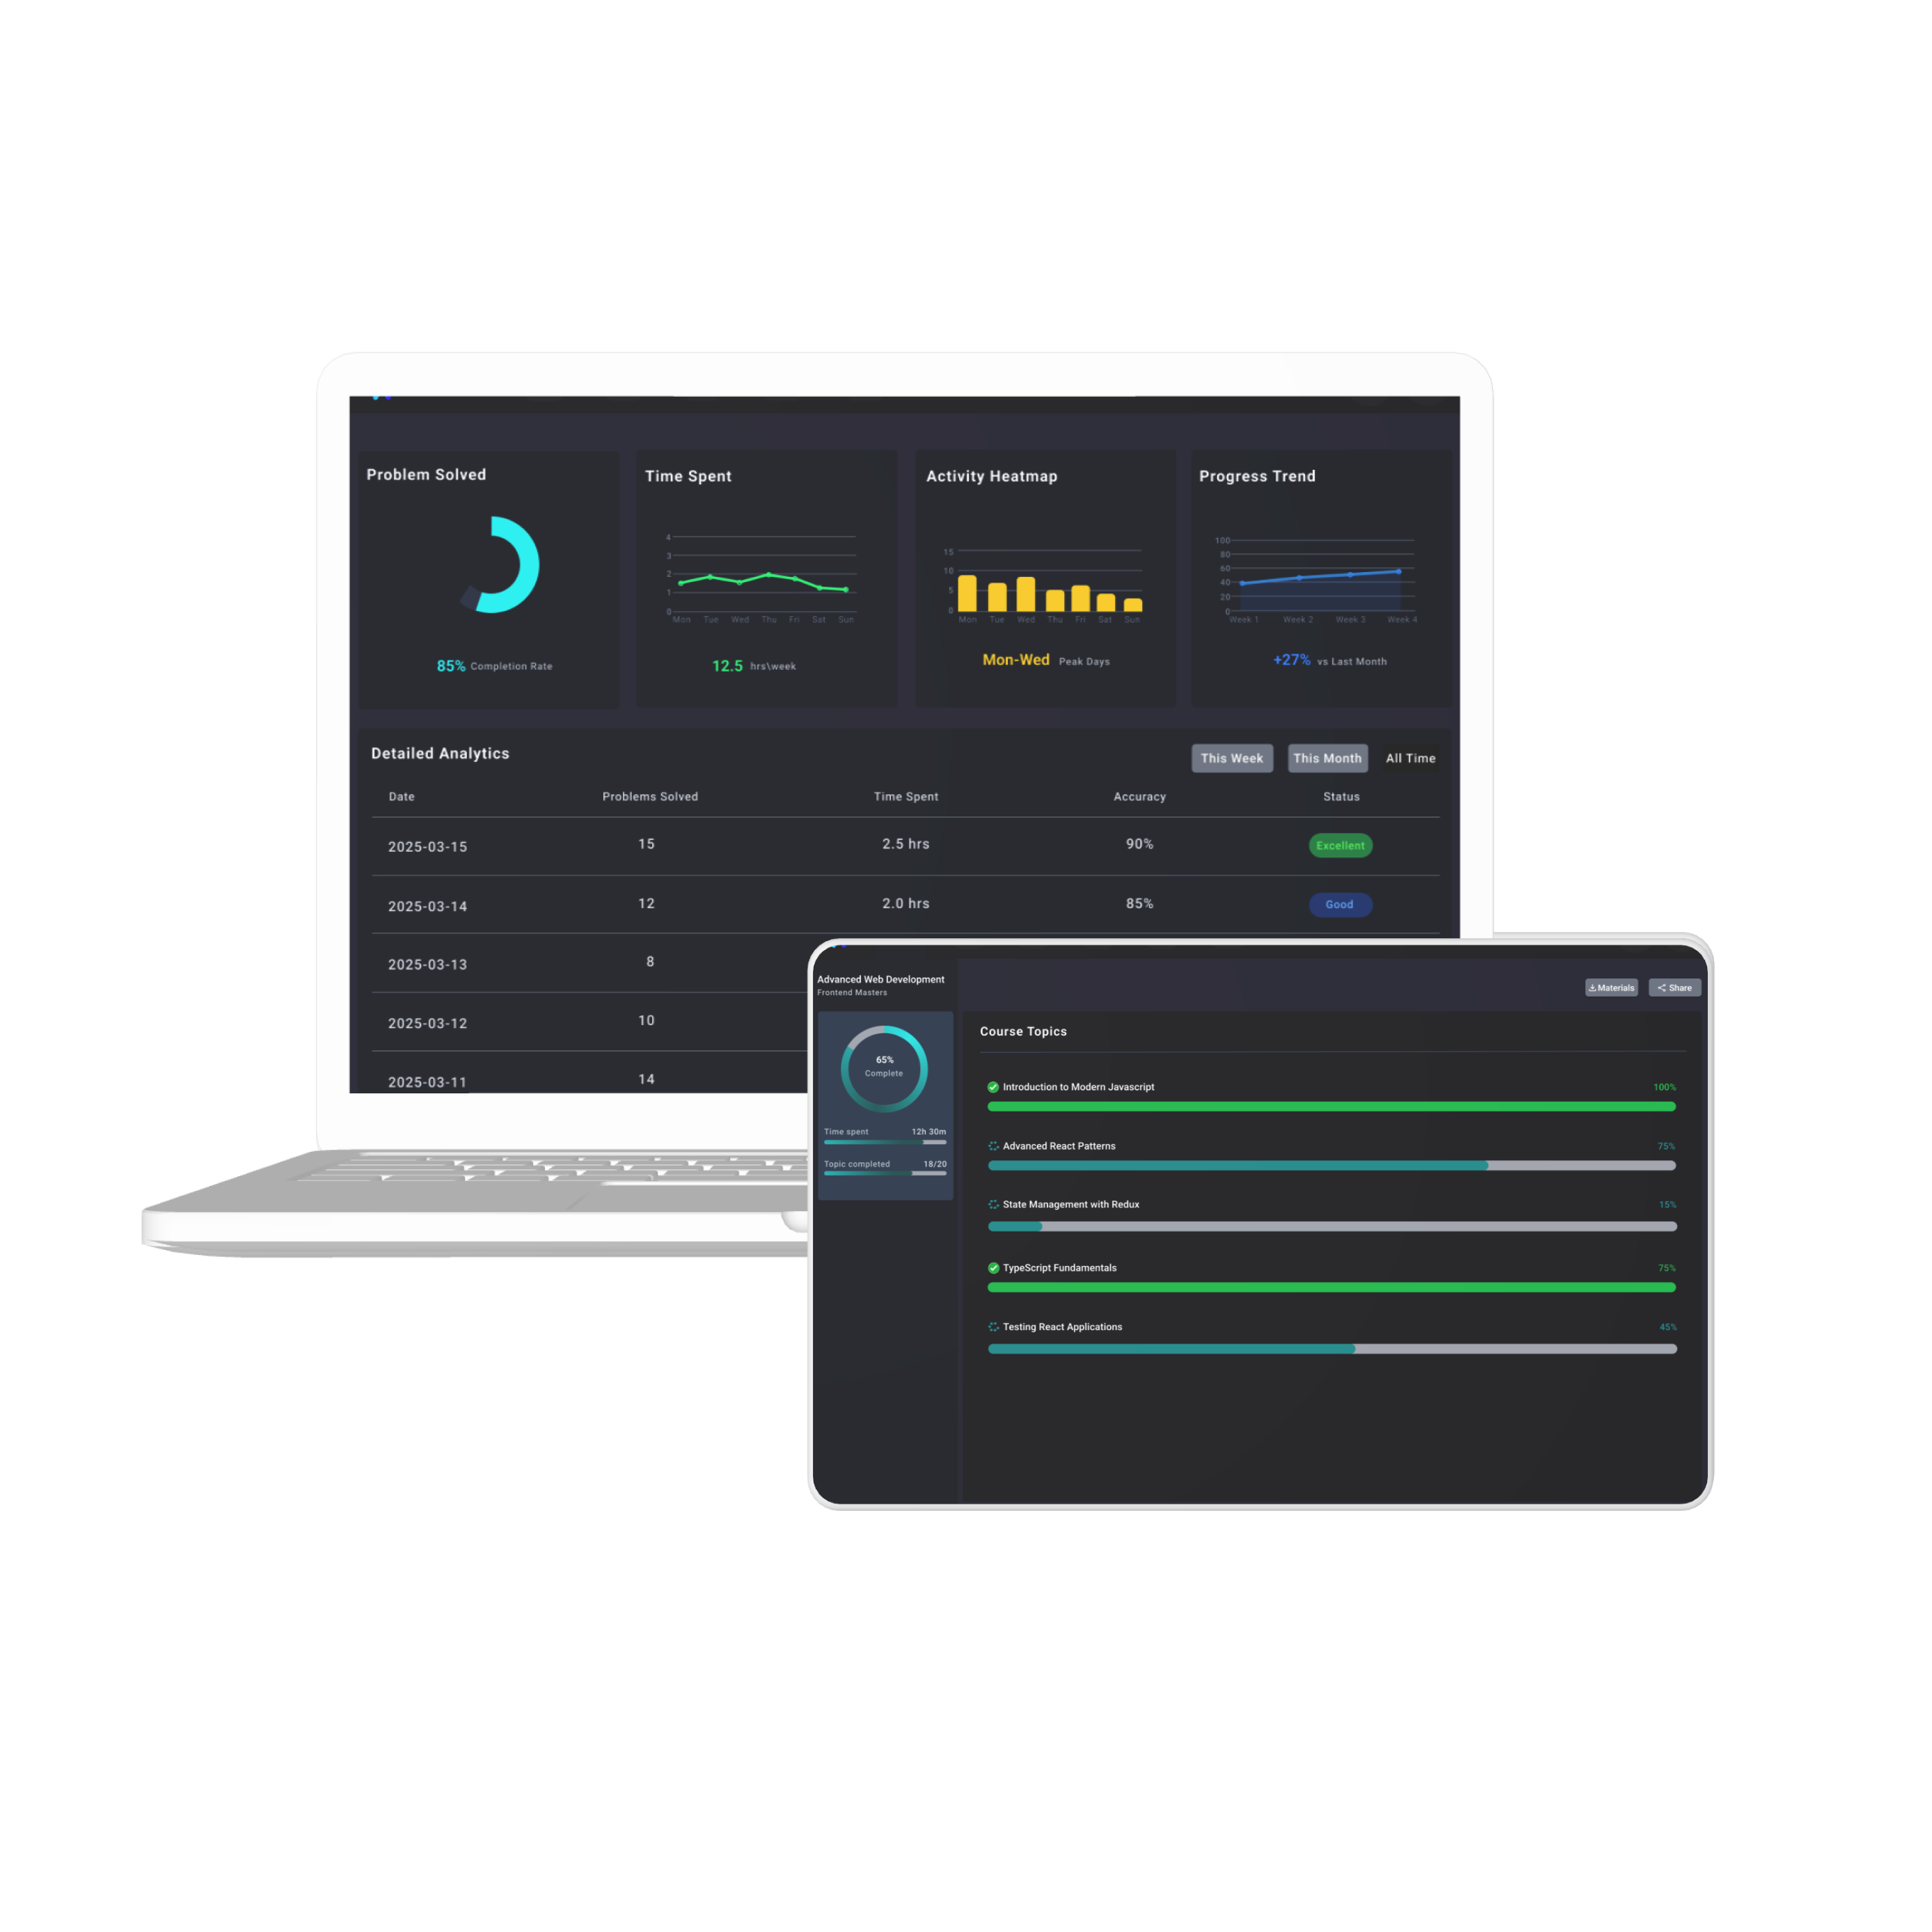 Problem Solved
85% Completion Rate
Time Spent
4
3
2
1
0
Mon Tue Wed Thu Fri Sat Sun
12.5 hrs\week
Activity Heatmap
15
10
5
0
Mon Tue Wed Thu Fri Sat Sun
Mon-Wed Peak Days
Progress Trend
100
80
60
40
20
0
Week 1 Week 2 Week 3 Week 4
+27% vs Last Month
Detailed Analytics
This Week This Month All Time
Date Problems Solved Time Spent Accuracy Status
2025-03-15 15 2.5 hrs 90% Excellent
2025-03-14 12 2.0 hrs 85% Good
2025-03-13 8
2025-03-12 10
2025-03-11 14
Advanced Web Development
Frontend Masters
65%
Complete
Time spent 12h 30m
Topic completed 18/20
Materials Share
Course Topics
Introduction to Modern Javascript 100%
Advanced React Patterns 75%
State Management with Redux 15%
TypeScript Fundamentals 75%
Testing React Applications 45%